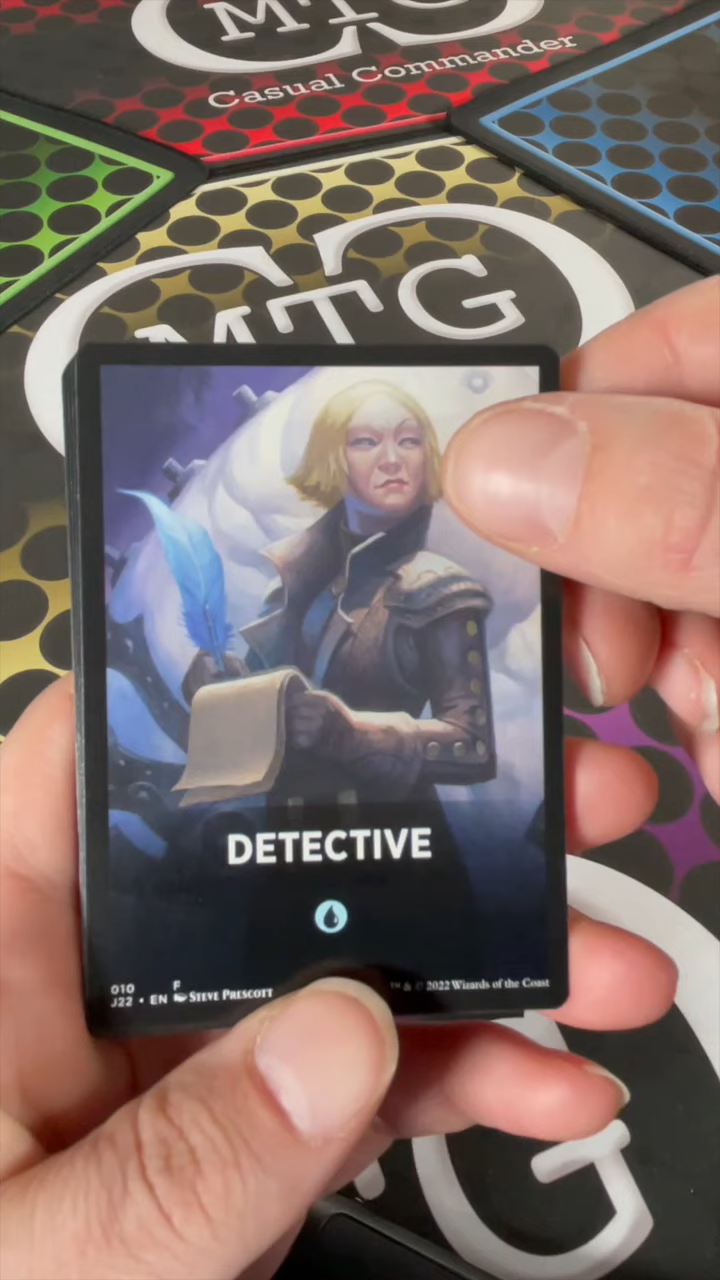 MTG
Casual Commander
MTG
DETECTIVE
010 F
J22 • EN STEVE PRESCOTT
™ & © 2022 Wizards of the Coast
G